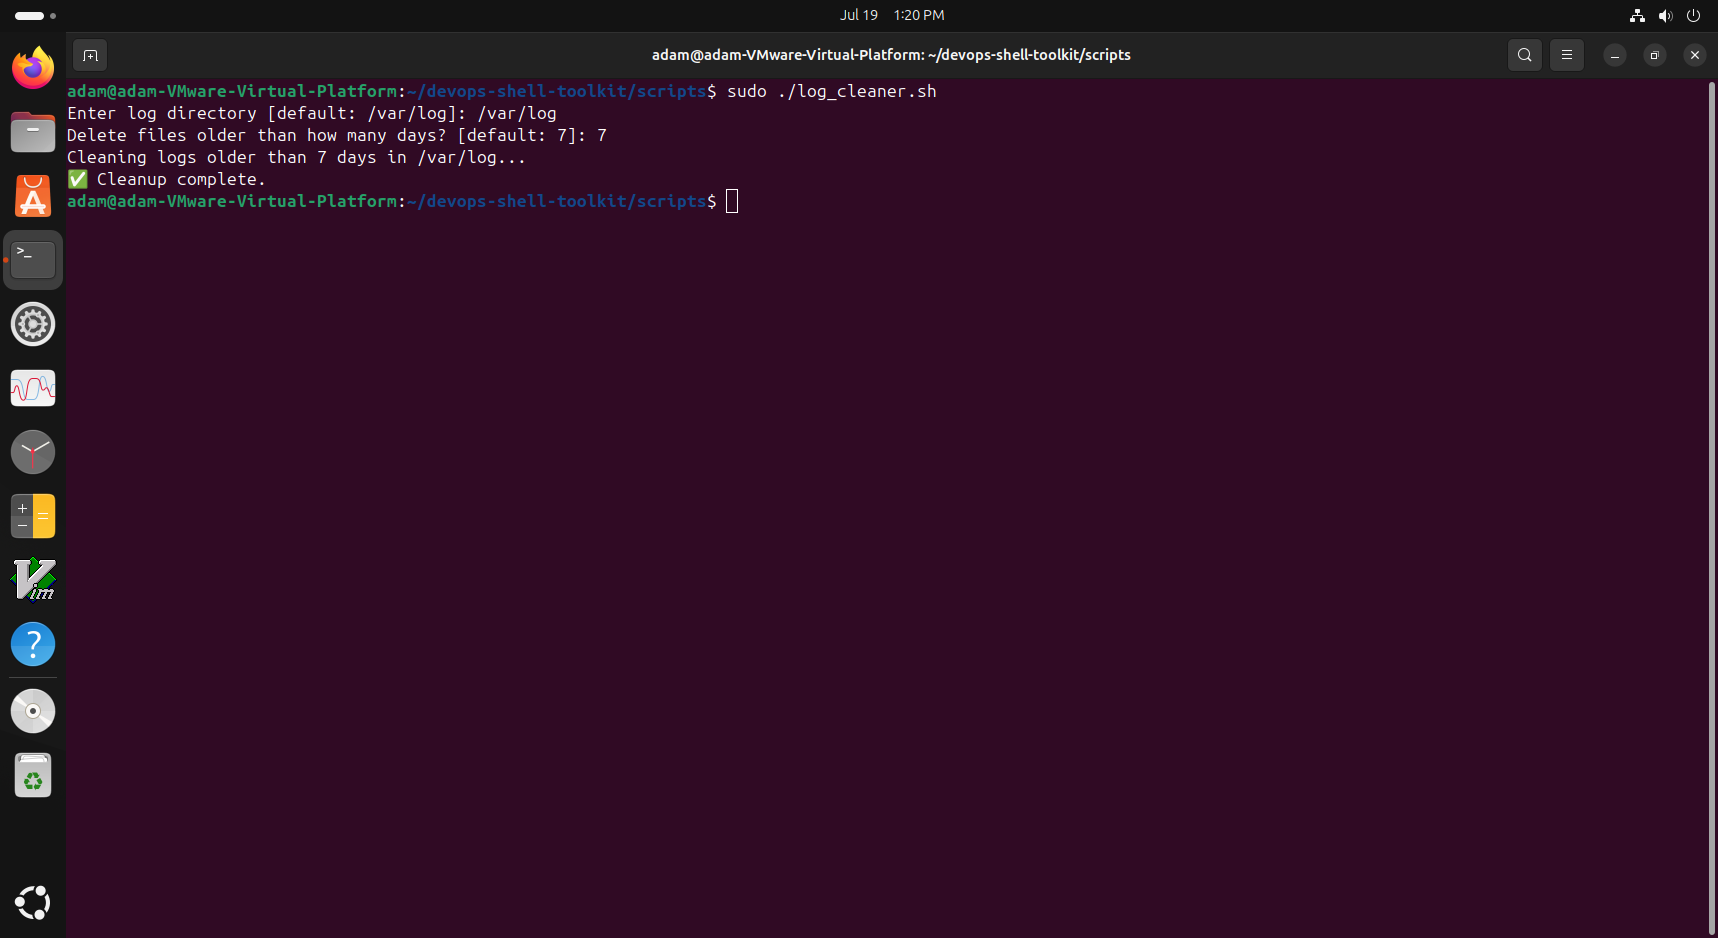 Jul 19 1:20 PM
adam@adam-VMware-Virtual-Platform: ~/devops-shell-toolkit/scripts
adam@adam-VMware-Virtual-Platform:~/devops-shell-toolkit/scripts$ sudo ./log_cleaner.sh
Enter log directory [default: /var/log]: /var/log
Delete files older than how many days? [default: 7]: 7
Cleaning logs older than 7 days in /var/log...
✅ Cleanup complete.
adam@adam-VMware-Virtual-Platform:~/devops-shell-toolkit/scripts$
>_
Vim
?